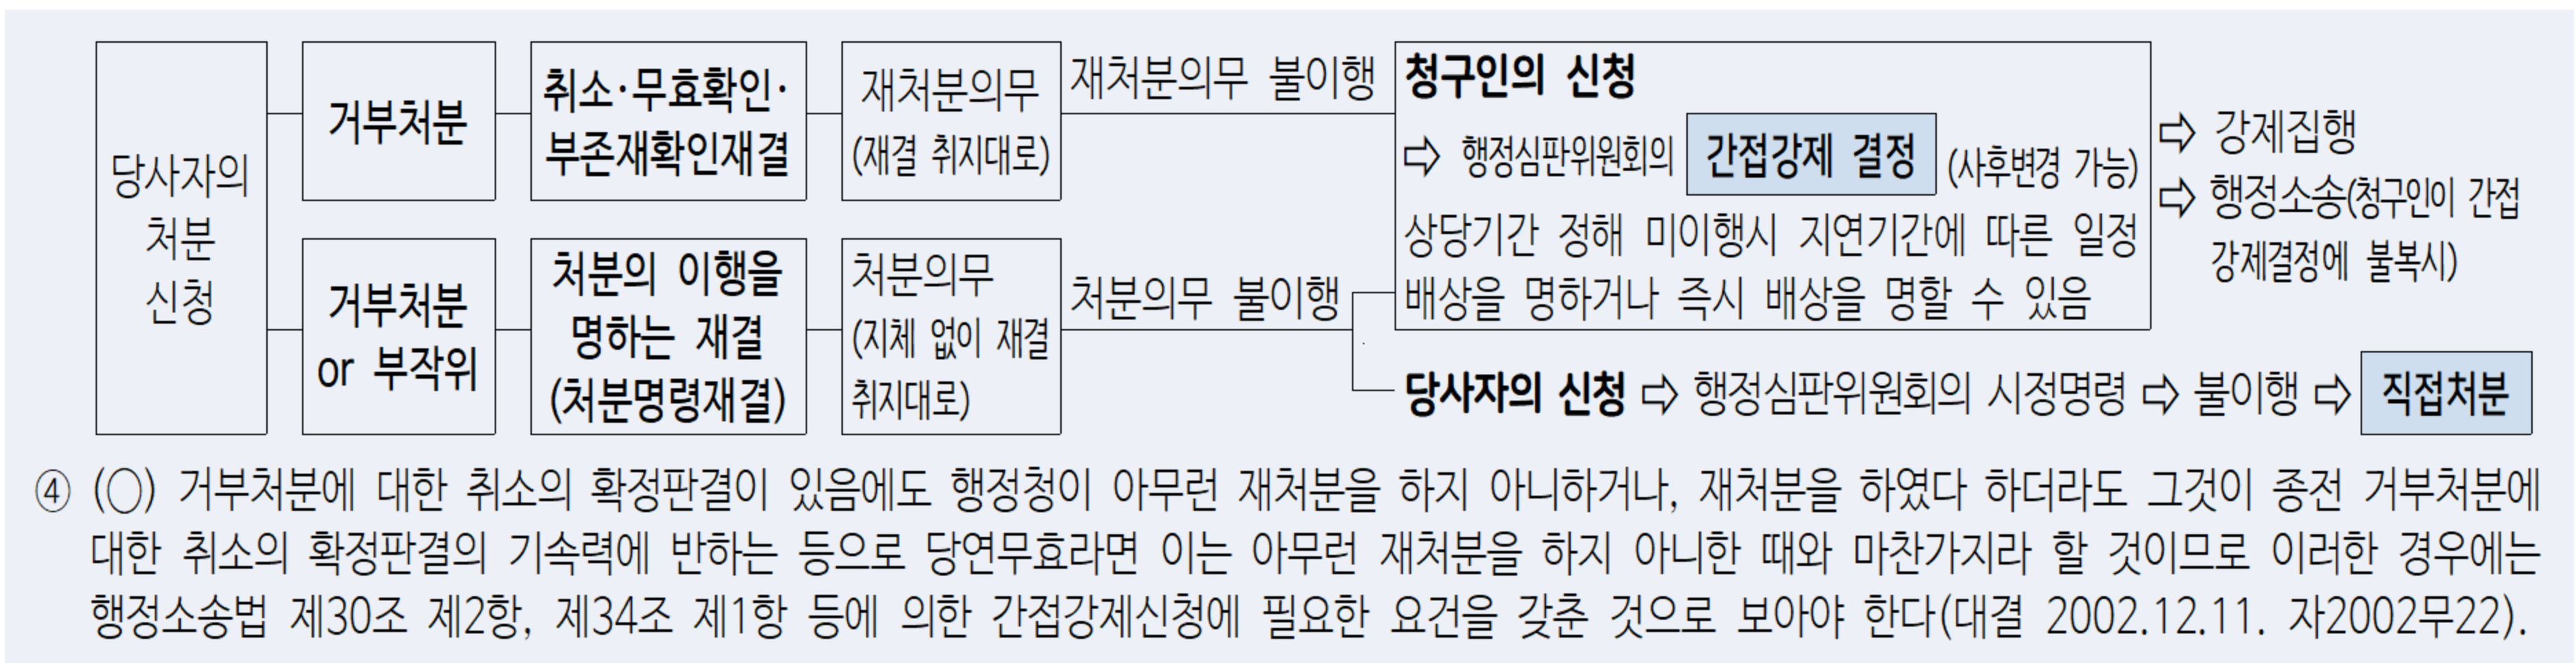 당사자의
처분
신청
거부처분
취소·무효확인·
부존재확인재결
재처분의무
(재결 취지대로)
재처분의무 불이행
거부처분
or 부작위
처분의 이행을
명하는 재결
(처분명령재결)
처분의무
(지체 없이 재결
취지대로)
처분의무 불이행
청구인의 신청
⇨ 행정심판위원회의 간접강제 결정 (사후변경 가능)
상당기간 정해 미이행시 지연기간에 따른 일정
배상을 명하거나 즉시 배상을 명할 수 있음
⇨ 강제집행
⇨ 행정소송(청구인이 간접
강제결정에 불복시)
당사자의 신청 ⇨ 행정심판위원회의 시정명령 ⇨ 불이행 ⇨ 직접처분
④ (○) 거부처분에 대한 취소의 확정판결이 있음에도 행정청이 아무런 재처분을 하지 아니하거나, 재처분을 하였다 하더라도 그것이 종전 거부처분에
대한 취소의 확정판결의 기속력에 반하는 등으로 당연무효라면 이는 아무런 재처분을 하지 아니한 때와 마찬가지라 할 것이므로 이러한 경우에는
행정소송법 제30조 제2항, 제34조 제1항 등에 의한 간접강제신청에 필요한 요건을 갖춘 것으로 보아야 한다(대결 2002.12.11. 자2002무22).